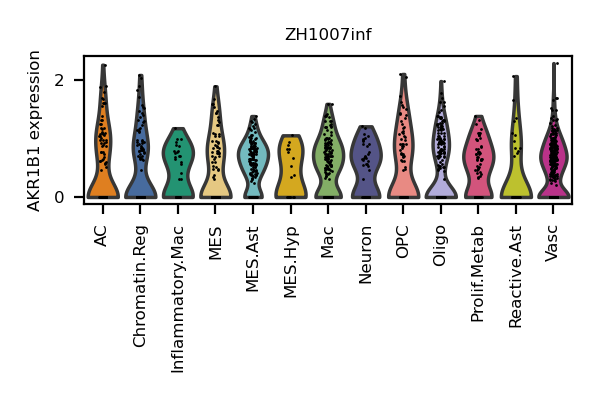 ZH1007inf
AKR1B1 expression
2
0
AC
Chromatin.Reg
Inflammatory.Mac
MES
MES.Ast
MES.Hyp
Mac
Neuron
OPC
Oligo
Prolif.Metab
Reactive.Ast
Vasc